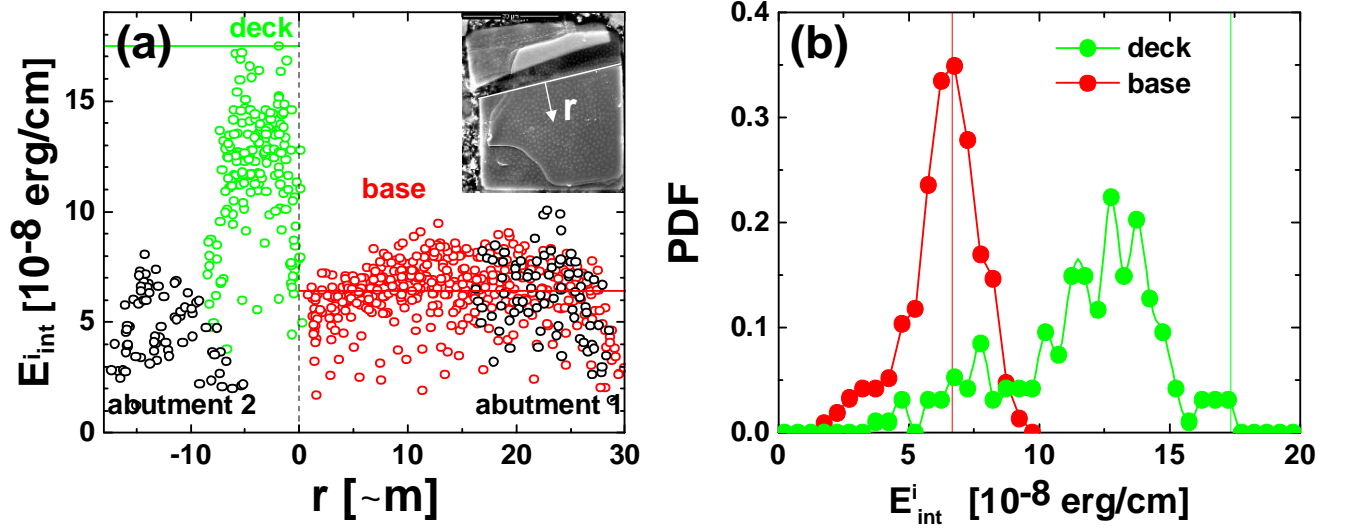 (a)
deck
base
r
abutment 2
abutment 1
E^i_int [10^-8 erg/cm]
0
5
10
15
-10
0
10
20
30
r [~m]
(b)
deck
base
PDF
0.0
0.1
0.2
0.3
0.4
0
5
10
15
20
E^i_int [10^-8 erg/cm]